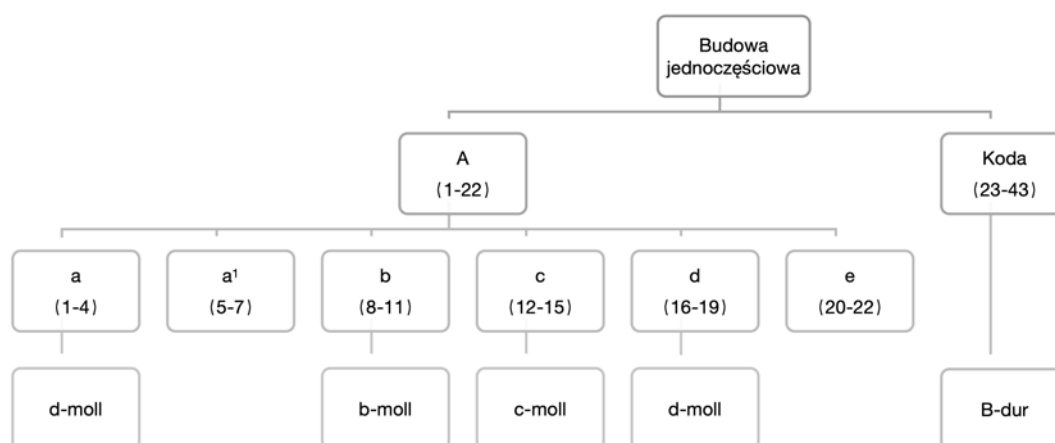 Budowa
jednoczęściowa
A
(1-22)
Koda
(23-43)
a
(1-4)
a¹
(5-7)
b
(8-11)
c
(12-15)
d
(16-19)
e
(20-22)
d-moll
b-moll
c-moll
d-moll
B-dur